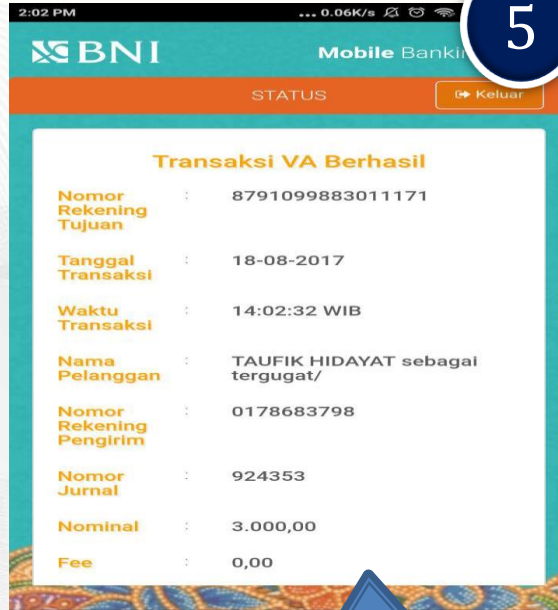 2:02 PM ... 0.06K/s
5
BNI Mobile
STATUS Keluar
Transaksi VA Berhasil
Nomor Rekening Tujuan : 8791099883011171
Tanggal Transaksi : 18-08-2017
Waktu Transaksi : 14:02:32 WIB
Nama Pelanggan : TAUFIK HIDAYAT sebagai tergugat/
Nomor Rekening Pengirim : 0178683798
Nomor Jurnal : 924353
Nominal : 3.000,00
Fee : 0,00